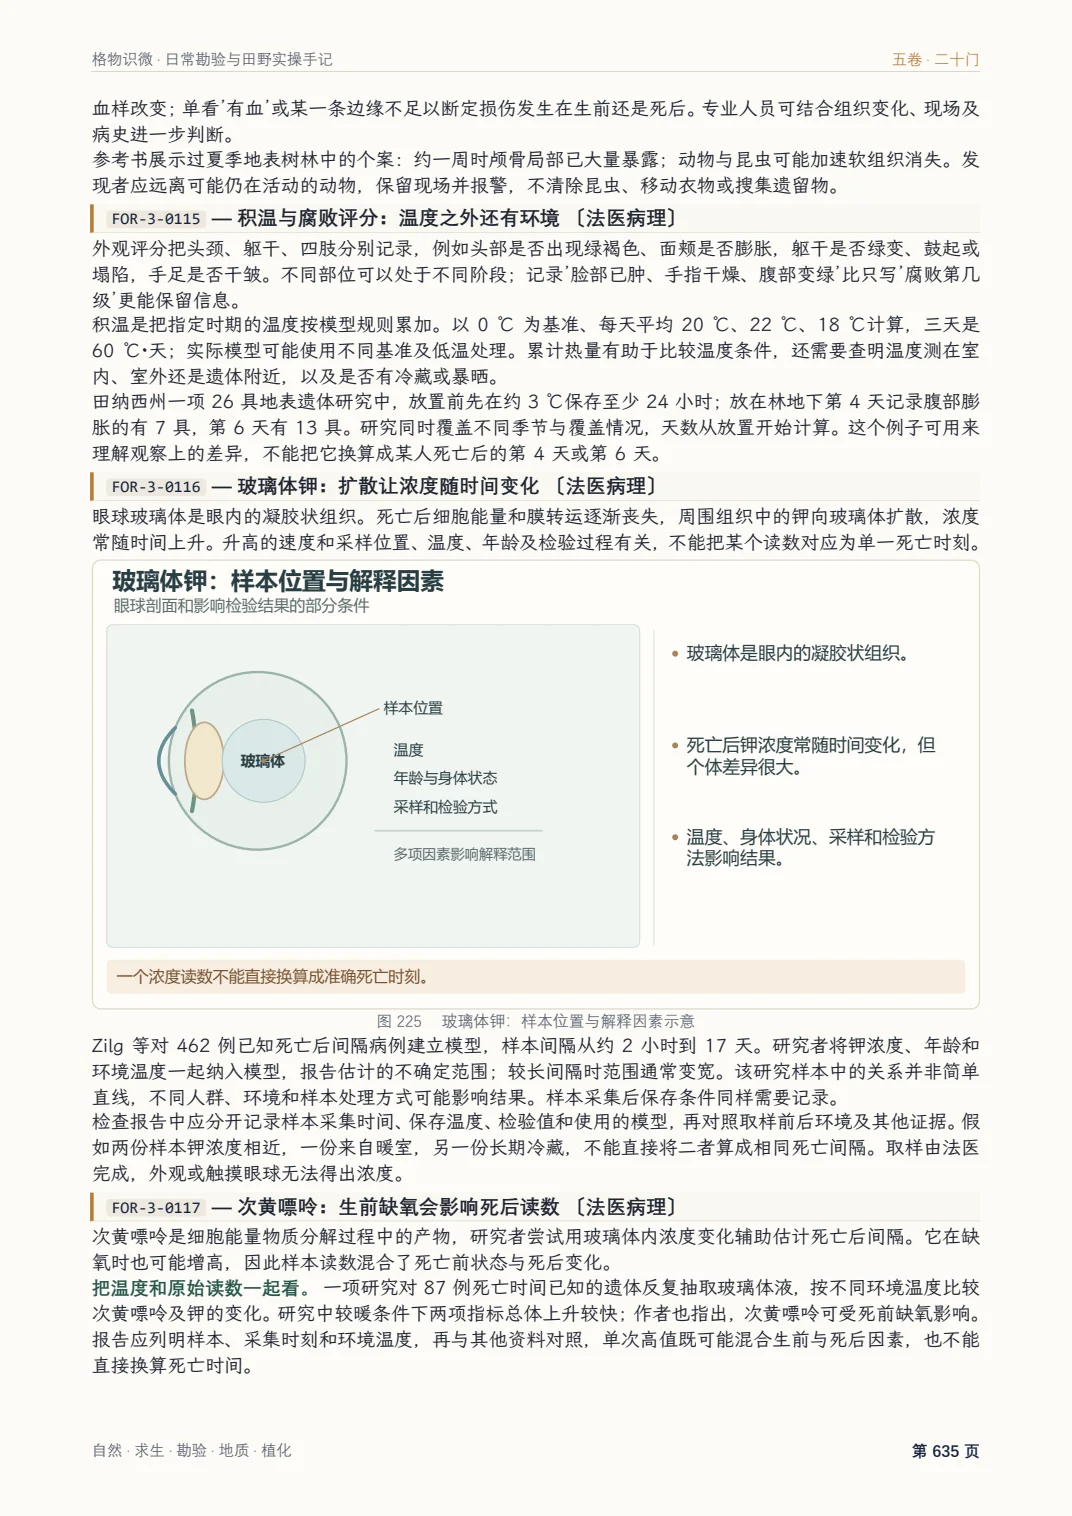 格物识微 · 日常勘验与田野实操手记
五卷 · 二十门
血样改变；单看'有血'或某一条边缘不足以断定损伤发生在生前还是死后。专业人员可结合组织变化、现场及
病史进一步判断。
参考书展示过夏季地表树林中的个案：约一周时颅骨局部已大量暴露；动物与昆虫可能加速软组织消失。发
现者应远离可能仍在活动的动物，保留现场并报警，不清除昆虫、移动衣物或搜集遗留物。
FOR-3-0115 — 积温与腐败评分：温度之外还有环境 〔法医病理〕
外观评分把头颈、躯干、四肢分别记录，例如头部是否出现绿褐色、面颊是否膨胀，躯干是否绿变、鼓起或
塌陷，手足是否干皱。不同部位可以处于不同阶段；记录'脸部已肿、手指干燥、腹部变绿'比只写'腐败第几
级'更能保留信息。
积温是把指定时期的温度按模型规则累加。以 0 ℃ 为基准、每天平均 20 ℃、22 ℃、18 ℃计算，三天是
60 ℃•天；实际模型可能使用不同基准及低温处理。累计热量有助于比较温度条件，还需要查明温度测在室
内、室外还是遗体附近，以及是否有冷藏或暴晒。
田纳西州一项 26 具地表遗体研究中，放置前先在约 3 ℃保存至少 24 小时；放在林地下第 4 天记录腹部膨
胀的有 7 具，第 6 天有 13 具。研究同时覆盖不同季节与覆盖情况，天数从放置开始计算。这个例子可用来
理解观察上的差异，不能把它换算成某人死亡后的第 4 天或第 6 天。
FOR-3-0116 — 玻璃体钾：扩散让浓度随时间变化 〔法医病理〕
眼球玻璃体是眼内的凝胶状组织。死亡后细胞能量和膜转运逐渐丧失，周围组织中的钾向玻璃体扩散，浓度
常随时间上升。升高的速度和采样位置、温度、年龄及检验过程有关，不能把某个读数对应为单一死亡时刻。
玻璃体钾：样本位置与解释因素
眼球剖面和影响检验结果的部分条件
玻璃体
样本位置
温度
年龄与身体状态
采样和检验方式
多项因素影响解释范围
• 玻璃体是眼内的凝胶状组织。
• 死亡后钾浓度常随时间变化，但
个体差异很大。
• 温度、身体状况、采样和检验方
法影响结果。
一个浓度读数不能直接换算成准确死亡时刻。
图 225 玻璃体钾：样本位置与解释因素示意
Zilg 等对 462 例已知死亡后间隔病例建立模型，样本间隔从约 2 小时到 17 天。研究者将钾浓度、年龄和
环境温度一起纳入模型，报告估计的不确定范围；较长间隔时范围通常变宽。该研究样本中的关系并非简单
直线，不同人群、环境和样本处理方式可能影响结果。样本采集后保存条件同样需要记录。
检查报告中应分开记录样本采集时间、保存温度、检验值和使用的模型，再对照取样前后环境及其他证据。假
如两份样本钾浓度相近，一份来自暖室，另一份长期冷藏，不能直接将二者算成相同死亡间隔。取样由法医
完成，外观或触摸眼球无法得出浓度。
FOR-3-0117 — 次黄嘌呤：生前缺氧会影响死后读数 〔法医病理〕
次黄嘌呤是细胞能量物质分解过程中的产物，研究者尝试用玻璃体内浓度变化辅助估计死亡后间隔。它在缺
氧时也可能增高，因此样本读数混合了死亡前状态与死后变化。
把温度和原始读数一起看。 一项研究对 87 例死亡时间已知的遗体反复抽取玻璃体液，按不同环境温度比较
次黄嘌呤及钾的变化。研究中较暖条件下两项指标总体上升较快；作者也指出，次黄嘌呤可受死前缺氧影响。
报告应列明样本、采集时刻和环境温度，再与其他资料对照，单次高值既可能混合生前与死后因素，也不能
直接换算死亡时间。
自然 · 求生 · 勘验 · 地质 · 植化
第 635 页